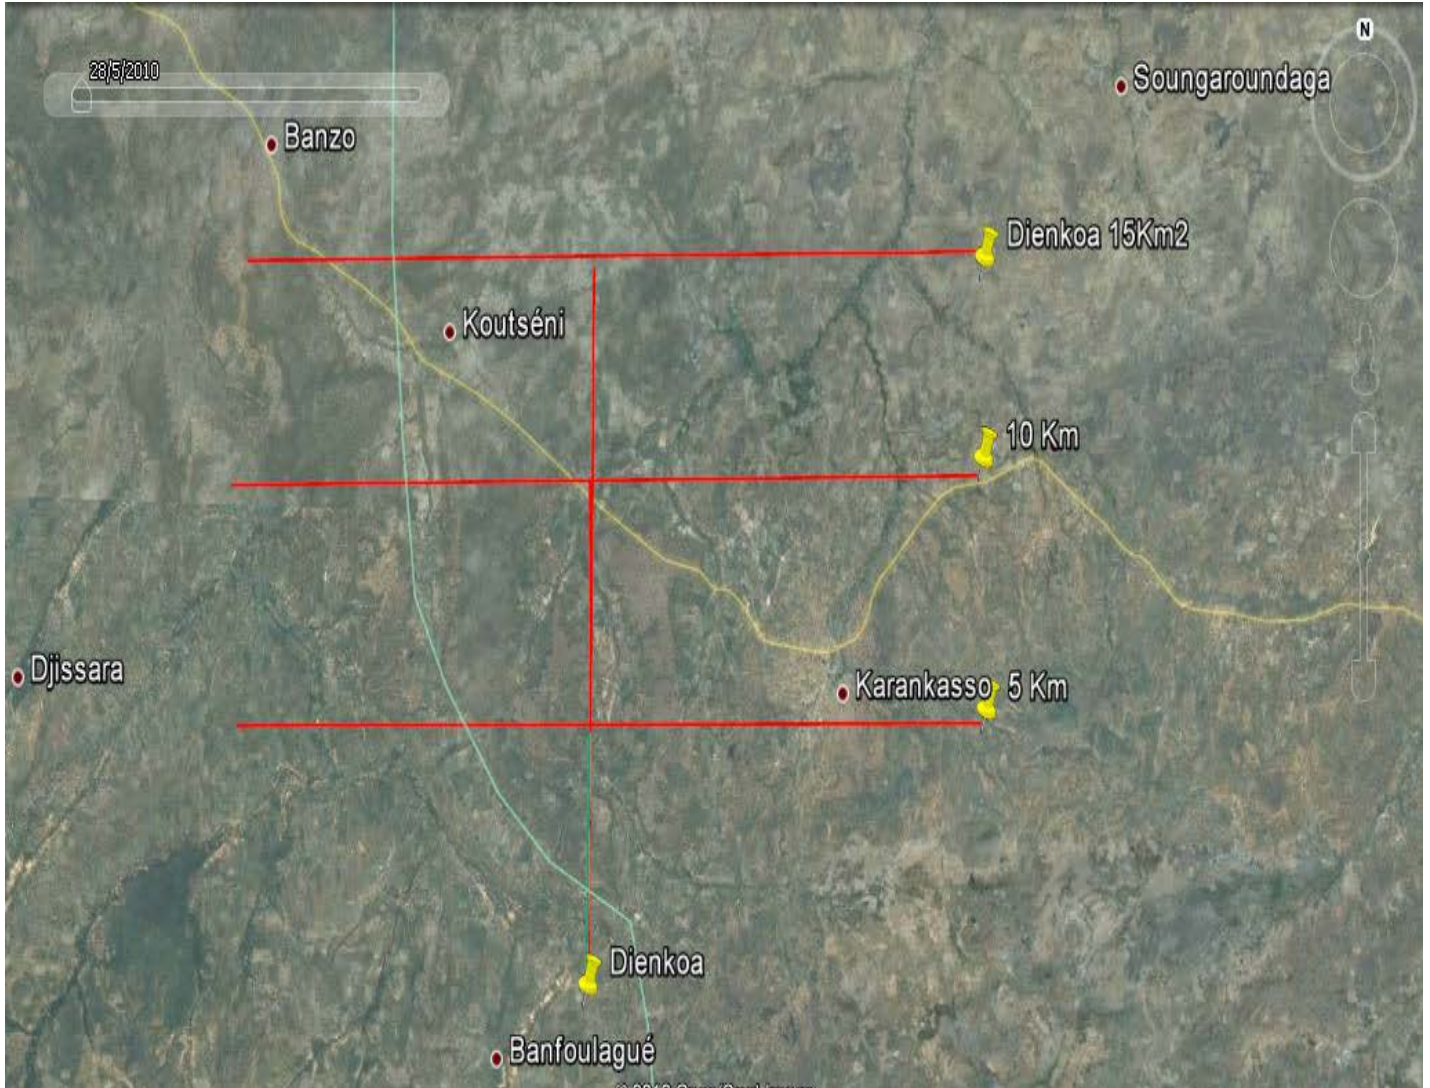 N
28/5/2010
Soungaroundaga
Banzo
Dienkoa 15Km2
Koutséni
10 Km
Djissara
Karankasso
5 Km
Dienkoa
Banfoulagué